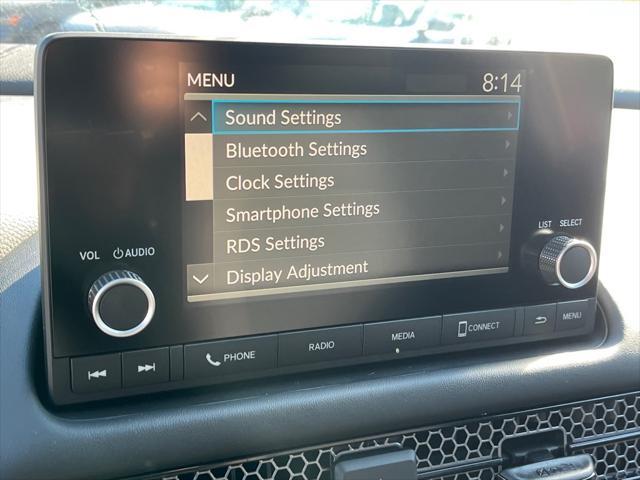 MENU 8:14
Sound Settings
Bluetooth Settings
Clock Settings
Smartphone Settings
RDS Settings
Display Adjustment
VOL AUDIO
LIST SELECT
PHONE RADIO MEDIA CONNECT MENU